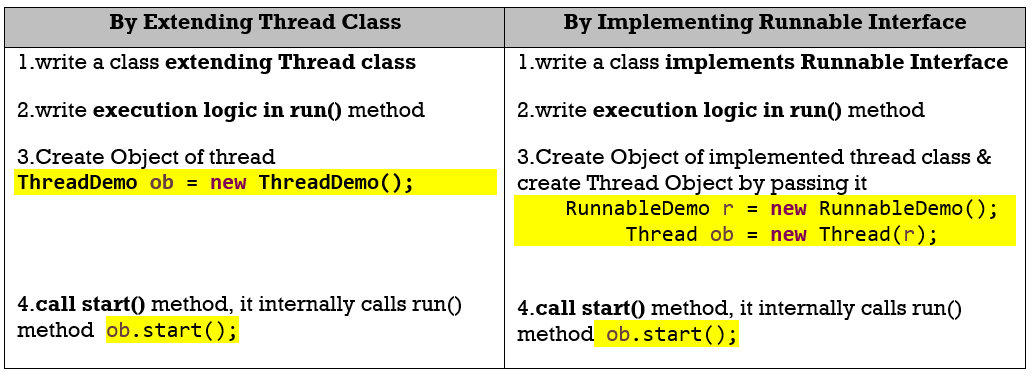 By Extending Thread Class
By Implementing Runnable Interface
1.write a class extending Thread class
2.write execution logic in run() method
3.Create Object of thread
ThreadDemo ob = new ThreadDemo();
4.call start() method, it internally calls run()
method ob.start();
1.write a class implements Runnable Interface
2.write execution logic in run() method
3.Create Object of implemented thread class &
create Thread Object by passing it
RunnableDemo r = new RunnableDemo();
Thread ob = new Thread(r);
4.call start() method, it internally calls run()
method ob.start();